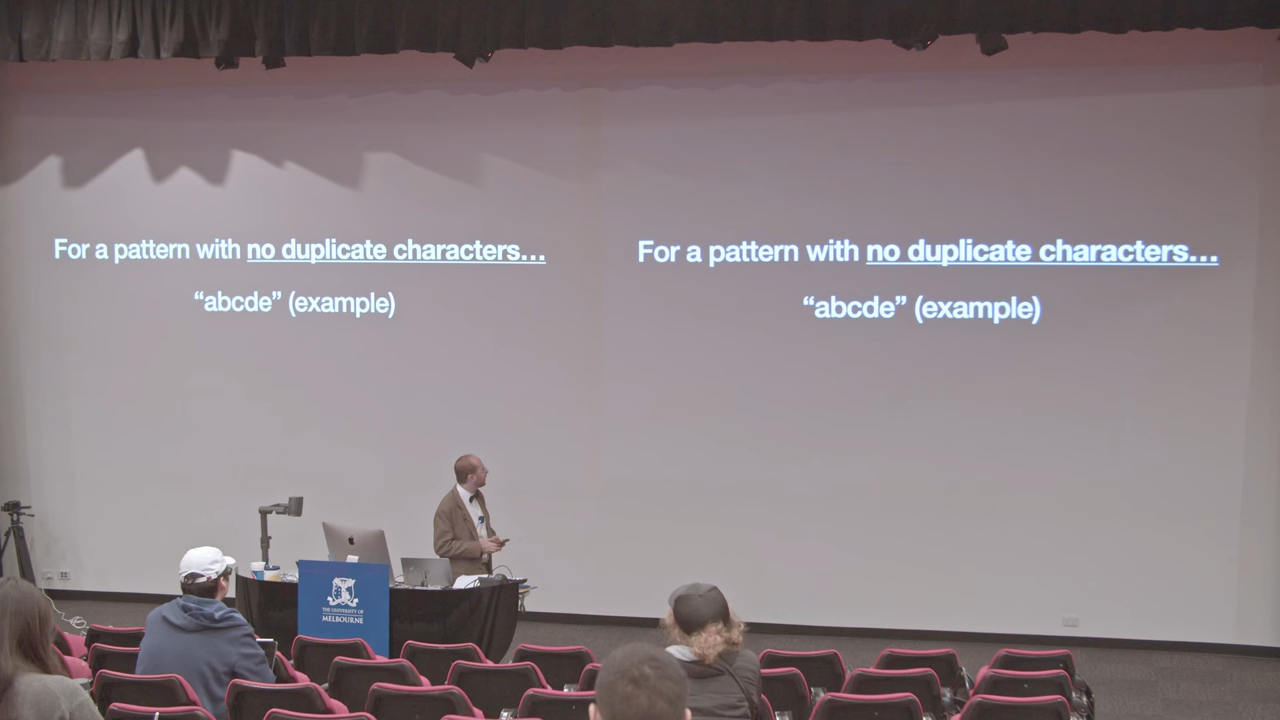 For a pattern with no duplicate characters…
“abcde” (example)
For a pattern with no duplicate characters…
“abcde” (example)
THE UNIVERSITY OF
MELBOURNE